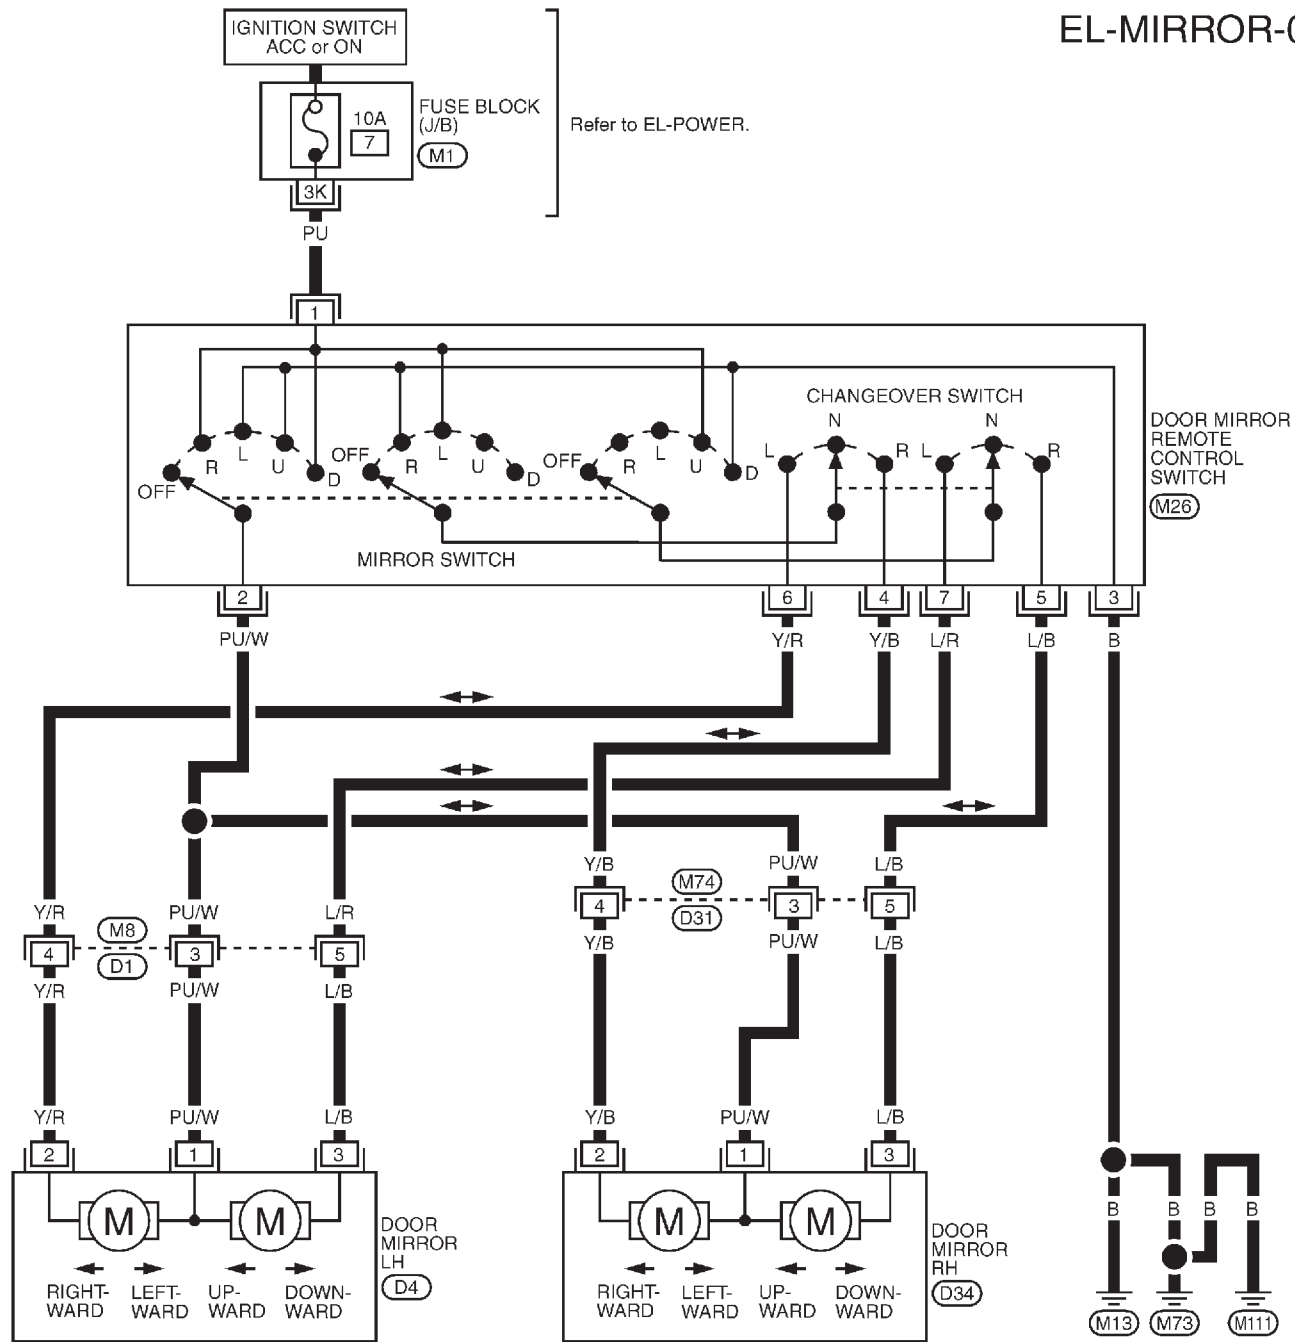 EL-MIRROR-0
IGNITION SWITCH
ACC or ON
FUSE BLOCK
(J/B)
M1
10A
7
Refer to EL-POWER.
3K
PU
1
CHANGEOVER SWITCH
N N
L R L R
OFF R L U D
OFF R L U D
OFF R L U D
MIRROR SWITCH
DOOR MIRROR
REMOTE
CONTROL
SWITCH
M26
2 6 4 7 5 3
PU/W Y/R Y/B L/R L/B B
Y/B PU/W L/B
M74
4 3 5
D31
Y/B PU/W L/B
Y/R PU/W L/R
M8
4 3 5
D1
Y/R PU/W L/B
Y/R PU/W L/B Y/B PU/W L/B
2 1 3 2 1 3
M M M M
DOOR
MIRROR
LH
D4
RIGHT-
WARD
LEFT-
WARD
UP-
WARD
DOWN-
WARD
DOOR
MIRROR
RH
D34
RIGHT-
WARD
LEFT-
WARD
UP-
WARD
DOWN-
WARD
B B B B
M13 M73 M111